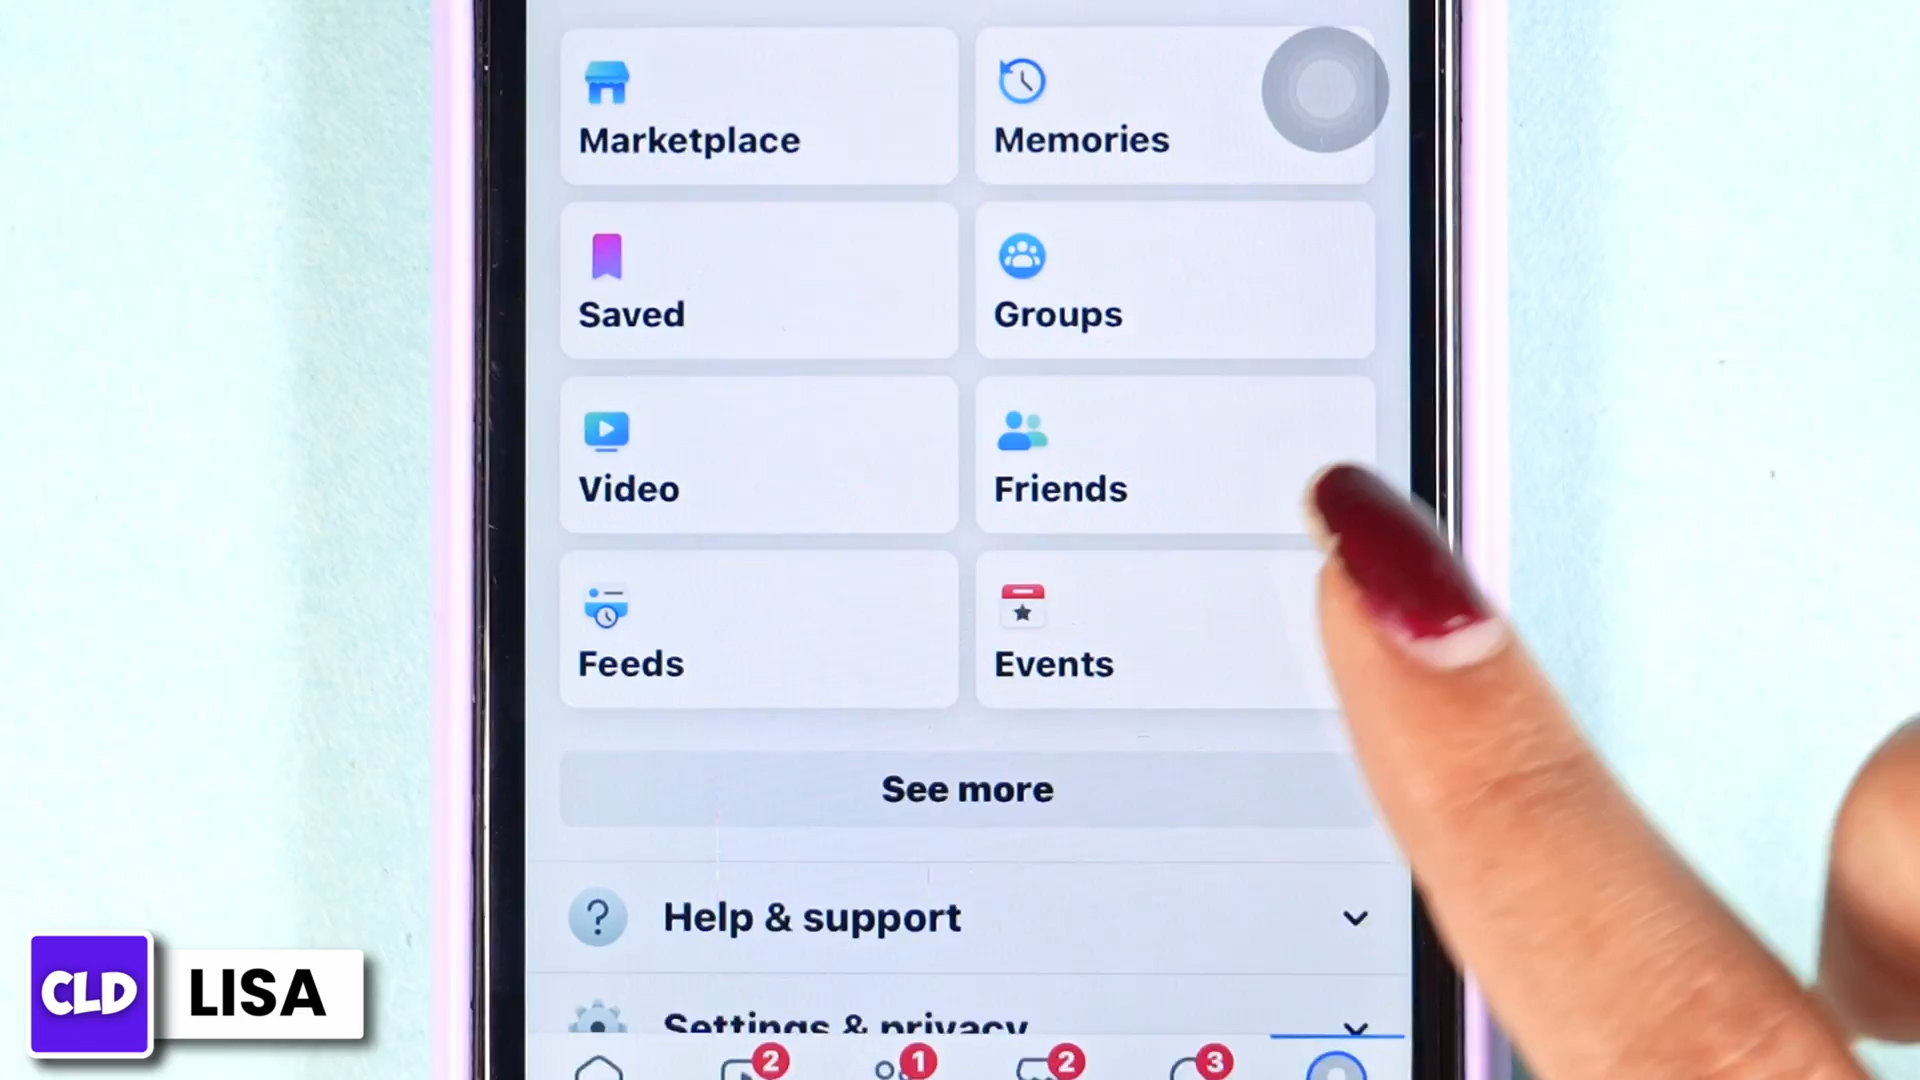 Marketplace
Memories
Saved
Groups
Video
Friends
Feeds
Events
See more
? Help & support
Settings & privacy
2
1
2
3
CLD
LISA